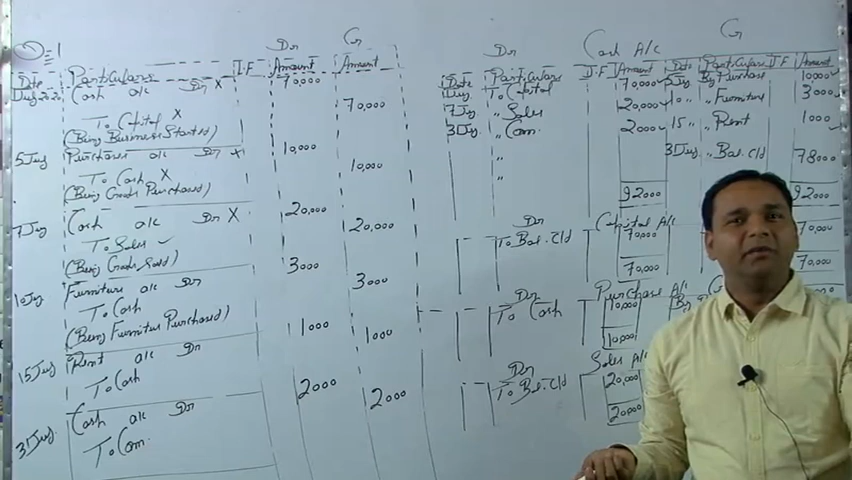 Q=1
Dr Cr
Date Particulars J.F Amount Amount
Cash a/c Dr x 70,000
To Capital x 70,000
(Being Business Started)
5 July Purchases a/c Dr x 10,000
To Cash x 10,000
(Being Goods Purchased)
7 July Cash a/c Dr x 20,000
To Sales 20,000
(Being Goods Sold)
10 July Furniture a/c Dr 3000
To Cash 3000
(Being Furniture Purchased)
15 July Rent a/c Dr 1000
To Cash 1000
31 July Cash a/c Dr 2000
To Com. 2000
Dr Cash A/c Cr
Date Particulars J.F Amount Date Particulars J.F Amount
To Capital 70,000 5 July By Purchase 10000
7 July " Sales 20,000 10 " " Furniture 3000
31 July " Com. 2000 15 " " Rent 1000
" 31 July " Bal. c/d 78000
"
92000 92000
Dr Capital A/c
To Bal. c/d 70,000 70,000
70,000 70,000
Dr Purchase A/c
To Cash 10,000
10,000
Dr Sales A/c
To Bal. c/d 20,000
20,000